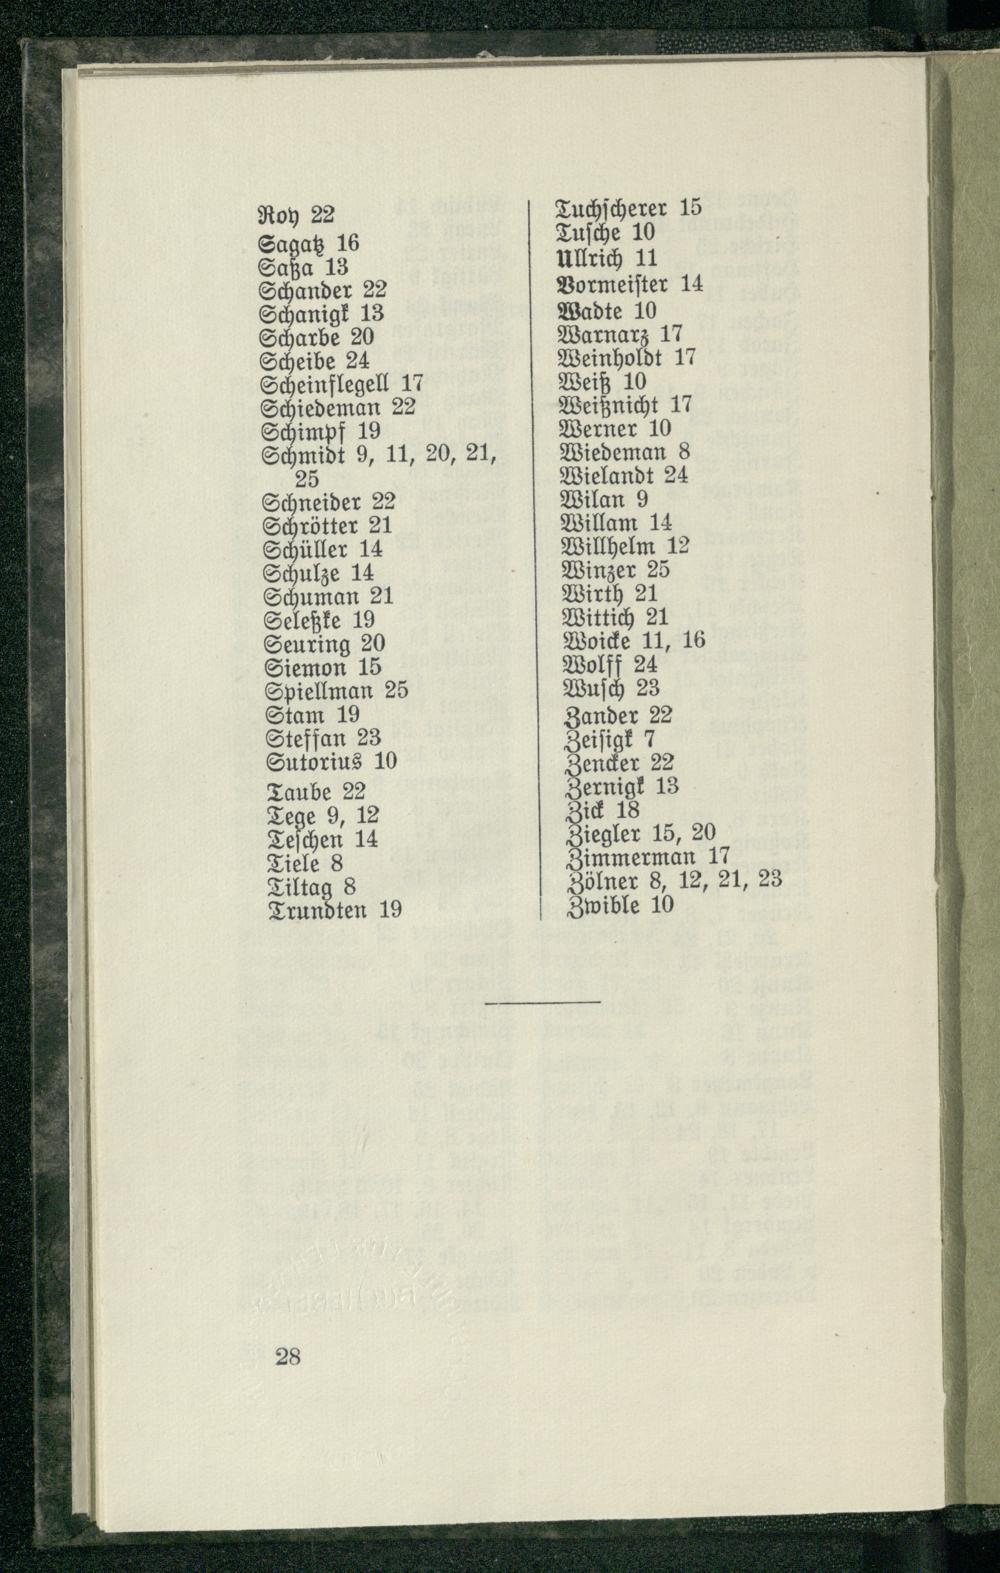 Roy 22
Sagatz 16
Saßa 13
Schander 22
Schanigk 13
Scharbe 20
Scheibe 24
Scheinflegell 17
Schiedeman 22
Schimpf 19
Schmidt 9, 11, 20, 21,
25
Schneider 22
Schrötter 21
Schüller 14
Schulze 14
Schuman 21
Seleßke 19
Seuring 20
Siemon 15
Spiellman 25
Stam 19
Steffan 23
Sutorius 10
Taube 22
Tege 9, 12
Teschen 14
Tiele 8
Tiltag 8
Trundten 19
Tuchscherer 15
Tusche 10
Ullrich 11
Vormeister 14
Wadte 10
Warnarz 17
Weinholdt 17
Weiß 10
Weißnicht 17
Werner 10
Wiedeman 8
Wielandt 24
Wilan 9
Willam 14
Willhelm 12
Winzer 25
Wirth 21
Wittich 21
Woicke 11, 16
Wolff 24
Wusch 23
Zander 22
Zeisigk 7
Zencker 22
Zernigk 13
Zick 18
Ziegler 15, 20
Zimmerman 17
Zölner 8, 12, 21, 23
Zwible 10
28